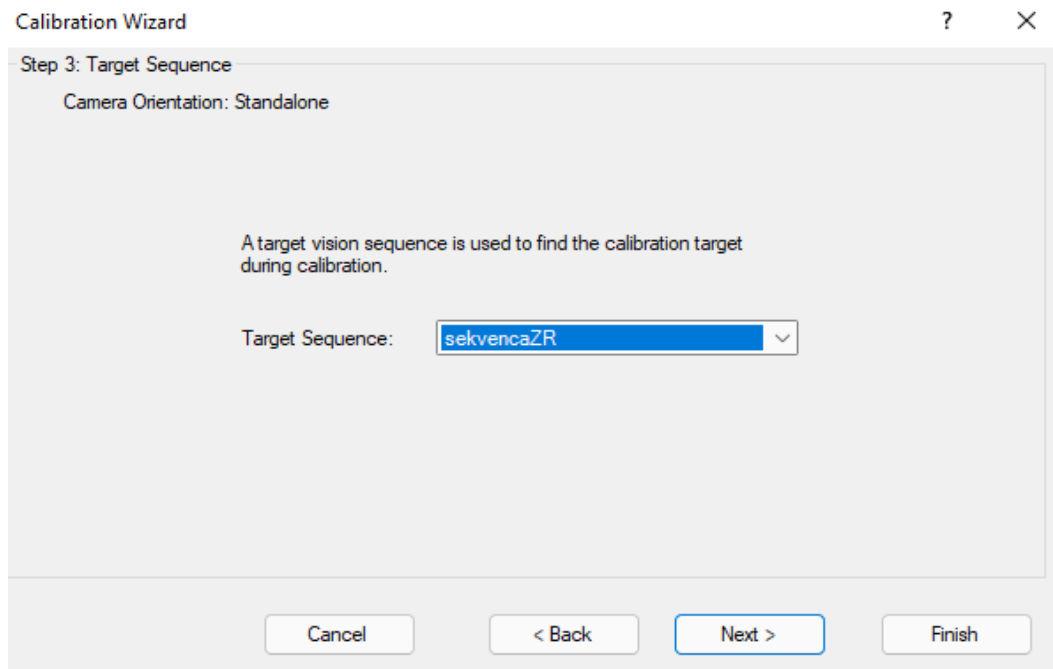 Calibration Wizard ?
Step 3: Target Sequence
Camera Orientation: Standalone
A target vision sequence is used to find the calibration target
during calibration.
Target Sequence: sekvencaZR
Cancel < Back Next > Finish